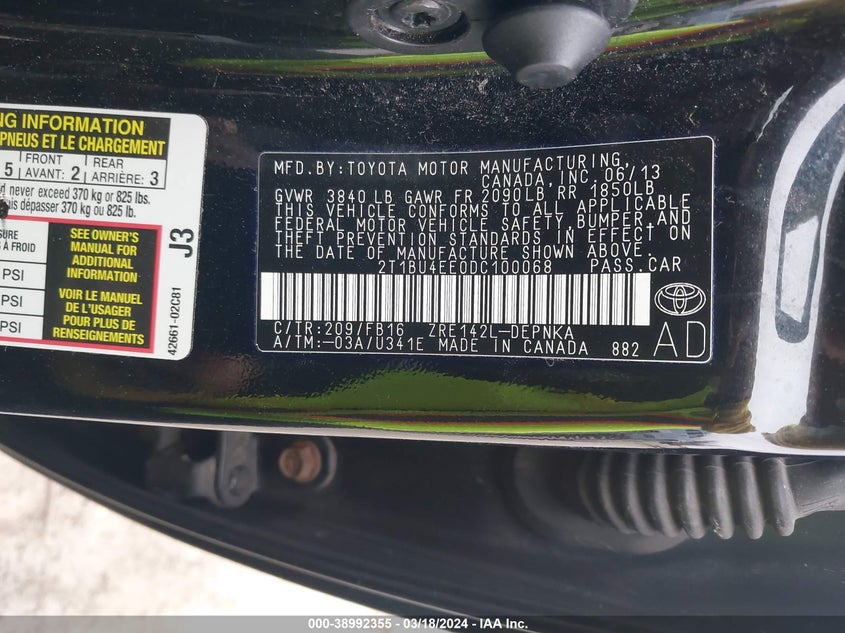 NG INFORMATION
PNEUS ET LE CHARGEMENT
5 FRONT AVANT: 2 REAR ARRIÈRE: 3
d never exceed 370 kg or 825 lbs.
is dépasser 370 kg ou 825 lb.
SURE
S À FROID
PSI
PSI
SEE OWNER'S
MANUAL FOR
ADDITIONAL
INFORMATION
VOIR LE MANUEL
DE L'USAGER
POUR PLUS DE
RENSEIGNEMENTS
J3
42661-02C81
MFD.BY:TOYOTA MOTOR MANUFACTURING,
CANADA,INC. 06/13
GVWR 3840 LB GAWR FR 2090LB RR 1850LB
THIS VEHICLE CONFORMS TO ALL APPLICABLE
FEDERAL MOTOR VEHICLE SAFETY, BUMPER, AND
THEFT PREVENTION STANDARDS IN EFFECT ON
THE DATE OF MANUFACTURE SHOWN ABOVE.
2T1BU4EE0DC100068 PASS.CAR
C/TR:209/FB16 ZRE142L-DEPNKA
A/TM:-03A/U341E MADE IN CANADA 882
AD
000-38992355 - 03/18/2024 - IAA Inc.